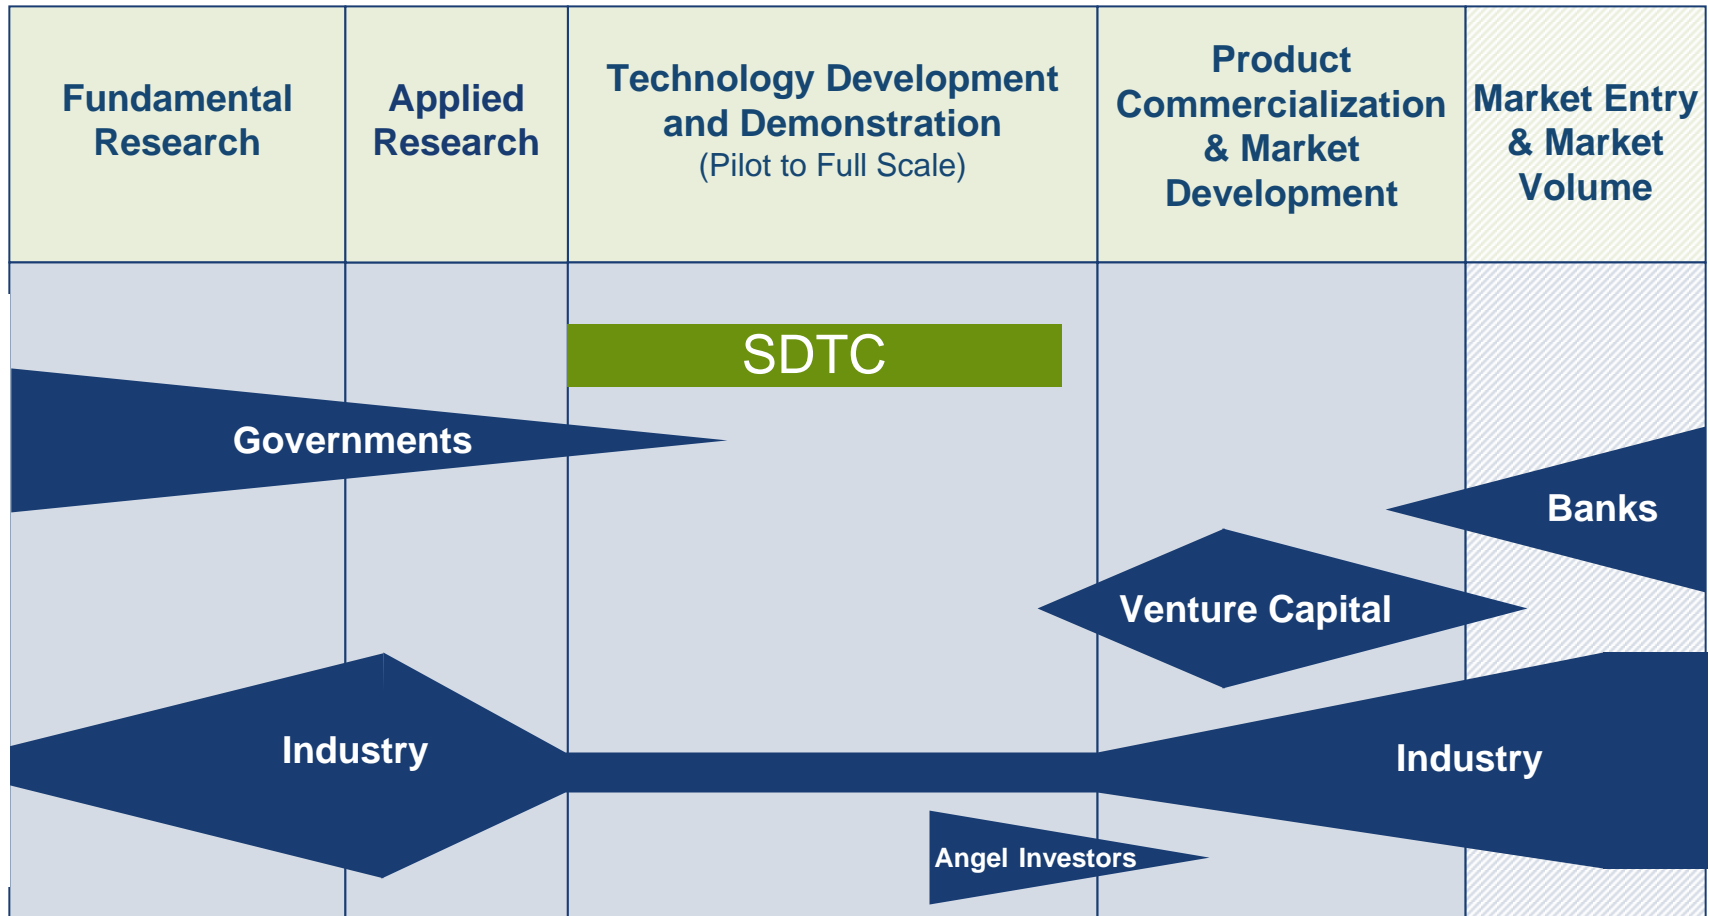 Fundamental
Research
Applied
Research
Technology Development
and Demonstration
(Pilot to Full Scale)
Product
Commercialization
& Market
Development
Market Entry
& Market
Volume
SDTC
Governments
Banks
Venture Capital
Industry
Industry
Angel Investors